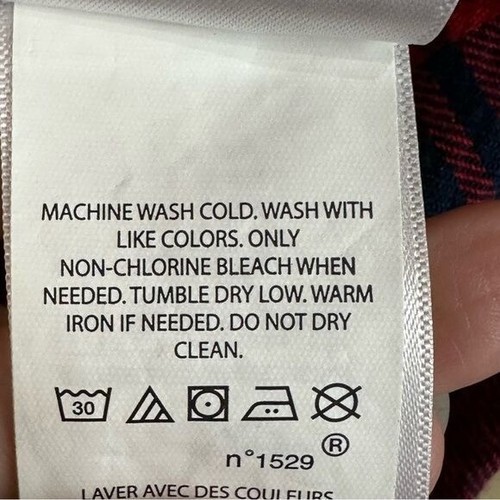 MACHINE WASH COLD. WASH WITH
LIKE COLORS. ONLY
NON-CHLORINE BLEACH WHEN
NEEDED. TUMBLE DRY LOW. WARM
IRON IF NEEDED. DO NOT DRY
CLEAN.
30
n°1529 ®
LAVER AVEC DES COULEURS